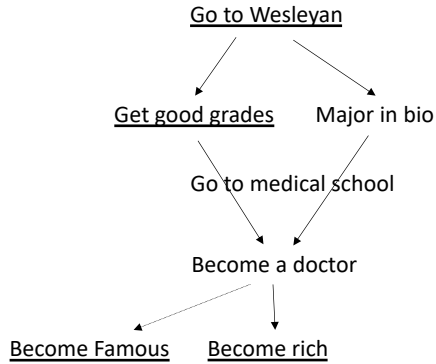 Go to Wesleyan
Get good grades Major in bio
Go to medical school
Become a doctor
Become Famous Become rich